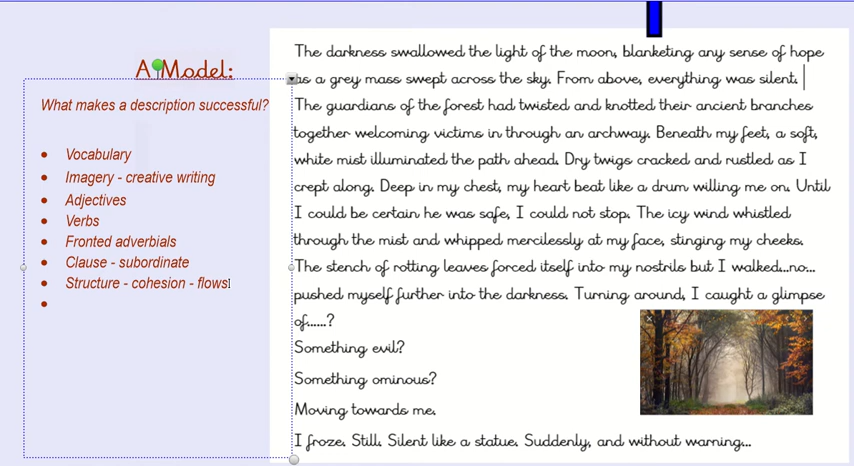 A Model:
What makes a description successful?
Vocabulary
Imagery - creative writing
Adjectives
Verbs
Fronted adverbials
Clause - subordinate
Structure - cohesion - flows
The darkness swallowed the light of the moon, blanketing any sense of hope
as a grey mass swept across the sky. From above, everything was silent.
The guardians of the forest had twisted and knotted their ancient branches
together welcoming victims in through an archway. Beneath my feet, a soft,
white mist illuminated the path ahead. Dry twigs cracked and rustled as I
crept along. Deep in my chest, my heart beat like a drum willing me on. Until
I could be certain he was safe, I could not stop. The icy wind whistled
through the mist and whipped mercilessly at my face, stinging my cheeks.
The stench of rotting leaves forced itself into my nostrils but I walked...no...
pushed myself further into the darkness. Turning around, I caught a glimpse
of......?
Something evil?
Something ominous?
Moving towards me.
I froze. Still. Silent like a statue. Suddenly, and without warning...